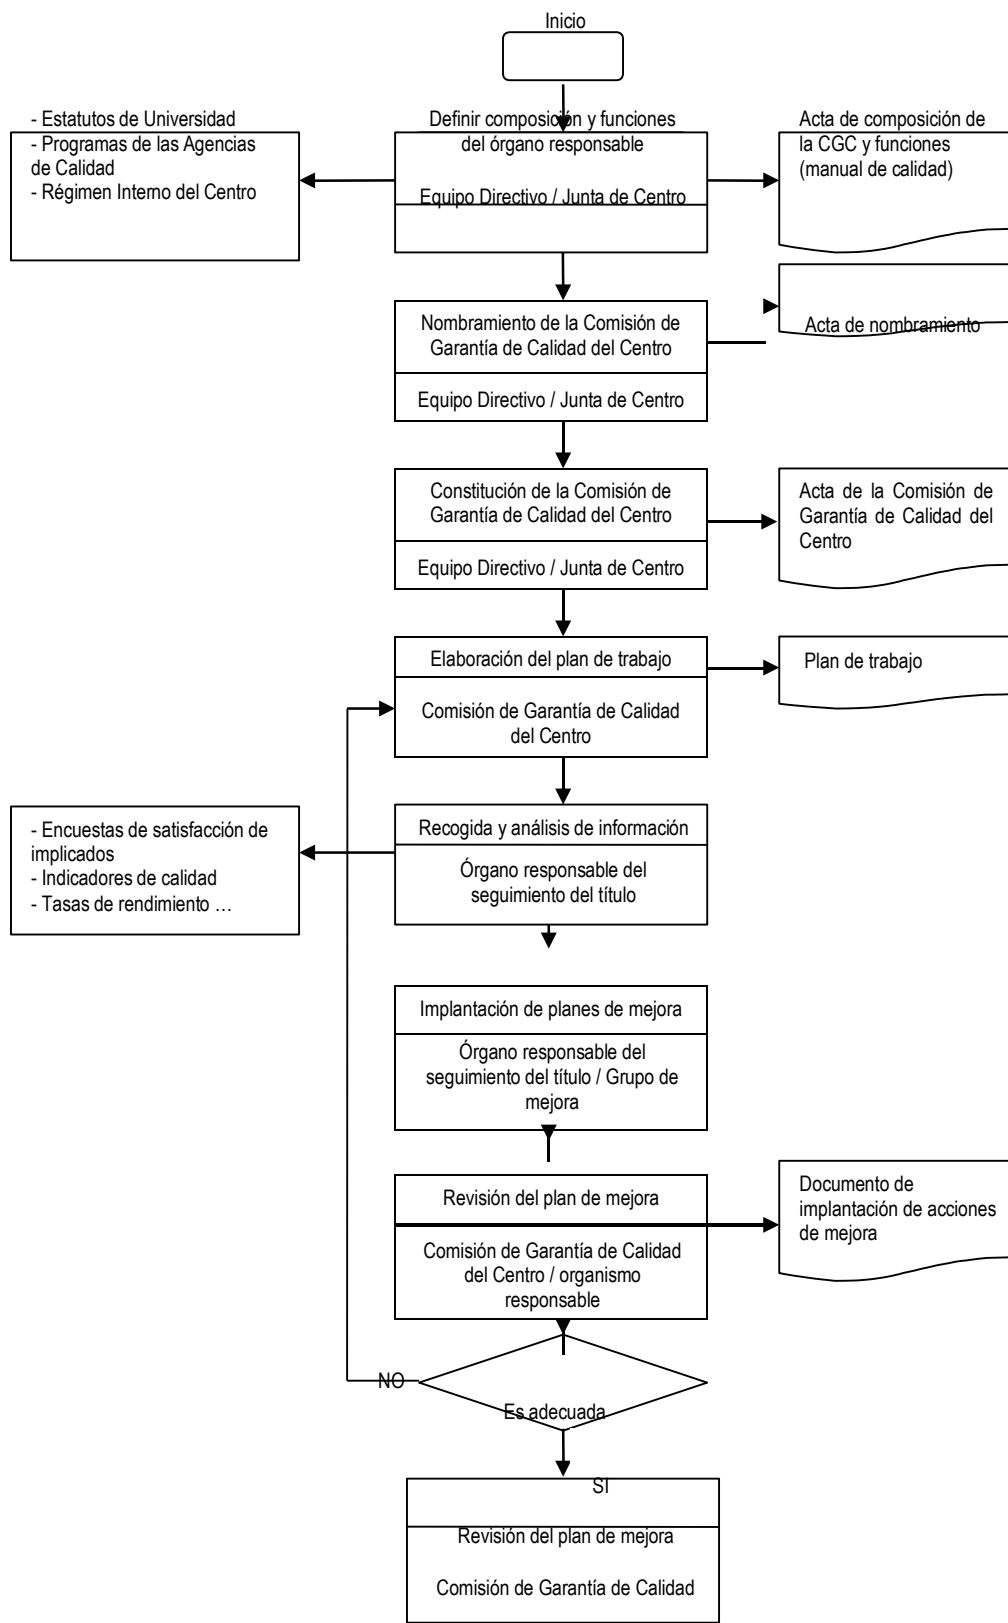 Inicio
- Estatutos de Universidad
- Programas de las Agencias
de Calidad
- Régimen Interno del Centro
Definir composición y funciones
del órgano responsable
Equipo Directivo / Junta de Centro
Acta de composición de
la CGC y funciones
(manual de calidad)
Nombramiento de la Comisión de
Garantía de Calidad del Centro
Equipo Directivo / Junta de Centro
Acta de nombramiento
Constitución de la Comisión de
Garantía de Calidad del Centro
Equipo Directivo / Junta de Centro
Acta de la Comisión de
Garantía de Calidad del
Centro
Elaboración del plan de trabajo
Comisión de Garantía de Calidad
del Centro
Plan de trabajo
- Encuestas de satisfacción de
implicados
- Indicadores de calidad
- Tasas de rendimiento …
Recogida y análisis de información
Órgano responsable del
seguimiento del título
Implantación de planes de mejora
Órgano responsable del
seguimiento del título / Grupo de
mejora
Revisión del plan de mejora
Comisión de Garantía de Calidad
del Centro / organismo
responsable
Documento de
implantación de acciones
de mejora
NO
Es adecuada
SI
Revisión del plan de mejora
Comisión de Garantía de Calidad